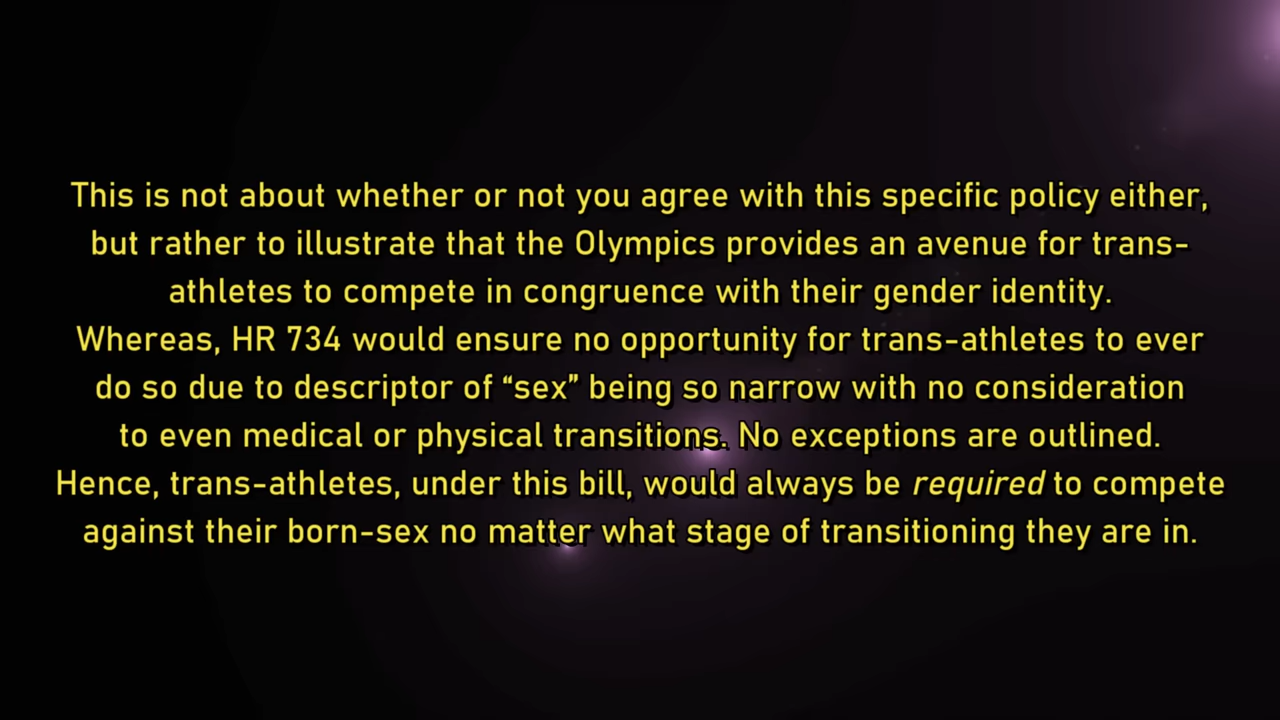 This is not about whether or not you agree with this specific policy either,
but rather to illustrate that the Olympics provides an avenue for trans-
athletes to compete in congruence with their gender identity.
Whereas, HR 734 would ensure no opportunity for trans-athletes to ever
do so due to descriptor of “sex” being so narrow with no consideration
to even medical or physical transitions. No exceptions are outlined.
Hence, trans-athletes, under this bill, would always be required to compete
against their born-sex no matter what stage of transitioning they are in.